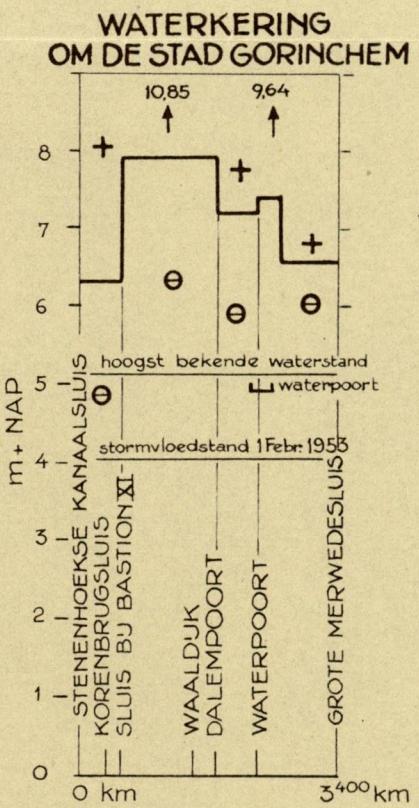 WATERKERING
OM DE STAD GORINCHEM
10,85
9,64
8
7
6
hoogst bekende waterstand
5
waterpoort
m + NAP
stormvloedstand 1 Febr. 1953
4
3
2
1
0
STENENHOEKSE KANAALSLUIS
KORENBRUGSLUIS
SLUIS BIJ BASTION XI
WAALDIJK
DALEMPOORT
WATERPOORT
GROTE MERWEDESLUIS
0 km
3⁴⁰⁰ km